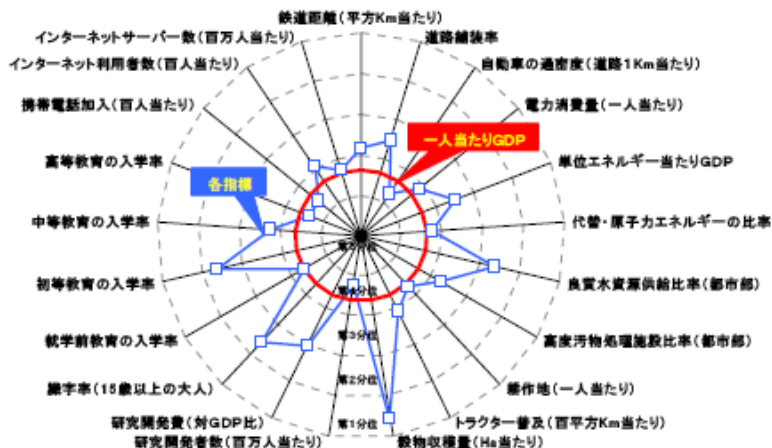 鉄道距離(平方Km当たり)
インターネットサーバー数(百万人当たり)
道路舗装率
インターネット利用者数(百人当たり)
自動車の過密度(道路1Km当たり)
携帯電話加入(百人当たり)
電力消費量(一人当たり)
一人当たりGDP
高等教育の入学率
単位エネルギー当たりGDP
各指標
中等教育の入学率
代替・原子力エネルギーの比率
初等教育の入学率
良質水資源供給比率(都市部)
第4分位
就学前教育の入学率
高度汚物処理施設比率(都市部)
第3分位
識字率(15歳以上の大人)
耕作地(一人当たり)
第2分位
研究開発費(対GDP比)
トラクター普及(百平方Km当たり)
第1分位
研究開発者数(百万人当たり)
穀物収穫量(Ha当たり)